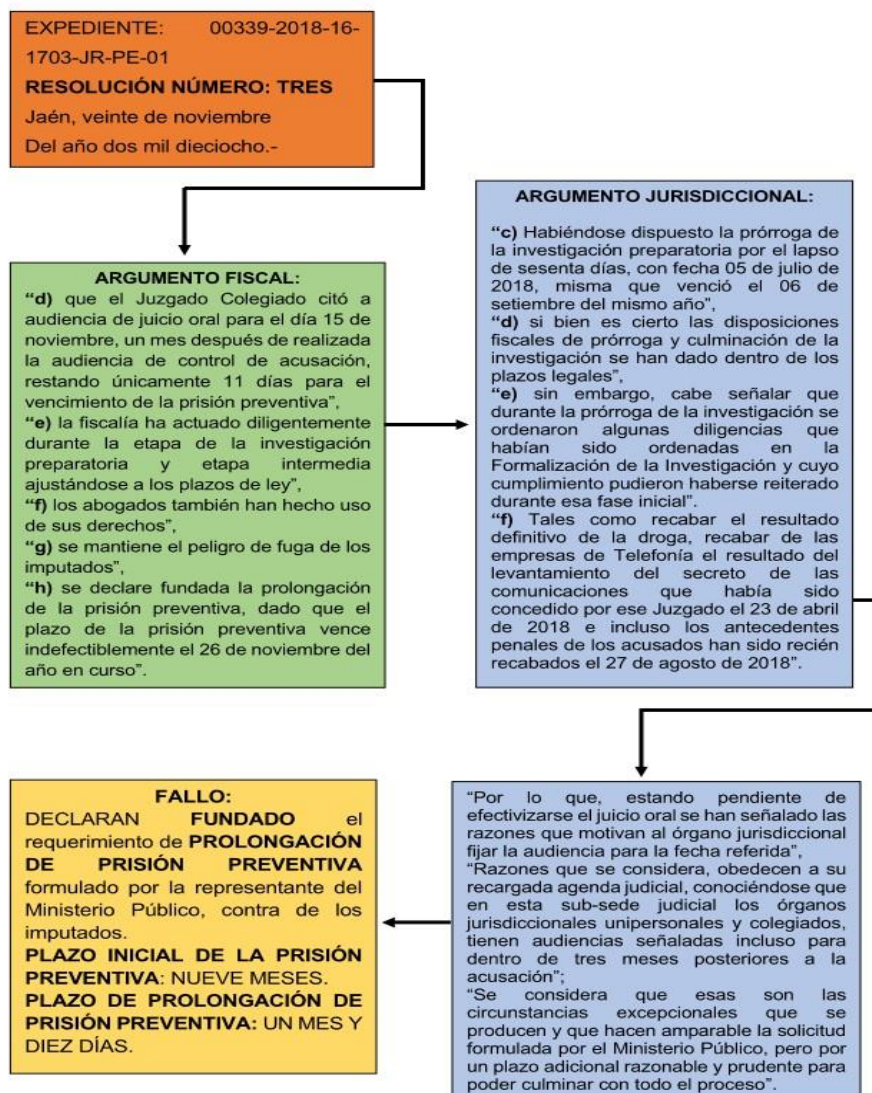 EXPEDIENTE: 00339-2018-16-
1703-JR-PE-01
RESOLUCIÓN NÚMERO: TRES
Jaén, veinte de noviembre
Del año dos mil dieciocho.-
ARGUMENTO FISCAL:
“d) que el Juzgado Colegiado citó a
audiencia de juicio oral para el día 15 de
noviembre, un mes después de realizada
la audiencia de control de acusación,
restando únicamente 11 días para el
vencimiento de la prisión preventiva”,
“e) la fiscalía ha actuado diligentemente
durante la etapa de la investigación
preparatoria y etapa intermedia
ajustándose a los plazos de ley”,
“f) los abogados también han hecho uso
de sus derechos”,
“g) se mantiene el peligro de fuga de los
imputados”,
“h) se declare fundada la prolongación
de la prisión preventiva, dado que el
plazo de la prisión preventiva vence
indefectiblemente el 26 de noviembre del
año en curso”.
ARGUMENTO JURISDICCIONAL:
“c) Habiéndose dispuesto la prórroga de
la investigación preparatoria por el lapso
de sesenta días, con fecha 05 de julio de
2018, misma que venció el 06 de
setiembre del mismo año”,
“d) si bien es cierto las disposiciones
fiscales de prórroga y culminación de la
investigación se han dado dentro de los
plazos legales”,
“e) sin embargo, cabe señalar que
durante la prórroga de la investigación se
ordenaron algunas diligencias que
habían sido ordenadas en la
Formalización de la Investigación y cuyo
cumplimiento pudieron haberse reiterado
durante esa fase inicial”.
“f) Tales como recabar el resultado
definitivo de la droga, recabar de las
empresas de Telefonía el resultado del
levantamiento del secreto de las
comunicaciones que había sido
concedido por ese Juzgado el 23 de abril
de 2018 e incluso los antecedentes
penales de los acusados han sido recién
recabados el 27 de agosto de 2018”.
“Por lo que, estando pendiente de
efectivizarse el juicio oral se han señalado las
razones que motivan al órgano jurisdiccional
fijar la audiencia para la fecha referida”,
“Razones que se considera, obedecen a su
recargada agenda judicial, conociéndose que
en esta sub-sede judicial los órganos
jurisdiccionales unipersonales y colegiados,
tienen audiencias señaladas incluso para
dentro de tres meses posteriores a la
acusación”;
“Se considera que esas son las
circunstancias excepcionales que se
producen y que hacen amparable la solicitud
formulada por el Ministerio Público, pero por
un plazo adicional razonable y prudente para
poder culminar con todo el proceso”.
FALLO:
DECLARAN FUNDADO el
requerimiento de PROLONGACIÓN
DE PRISIÓN PREVENTIVA
formulado por la representante del
Ministerio Público, contra de los
imputados.
PLAZO INICIAL DE LA PRISIÓN
PREVENTIVA: NUEVE MESES.
PLAZO DE PROLONGACIÓN DE
PRISIÓN PREVENTIVA: UN MES Y
DIEZ DÍAS.